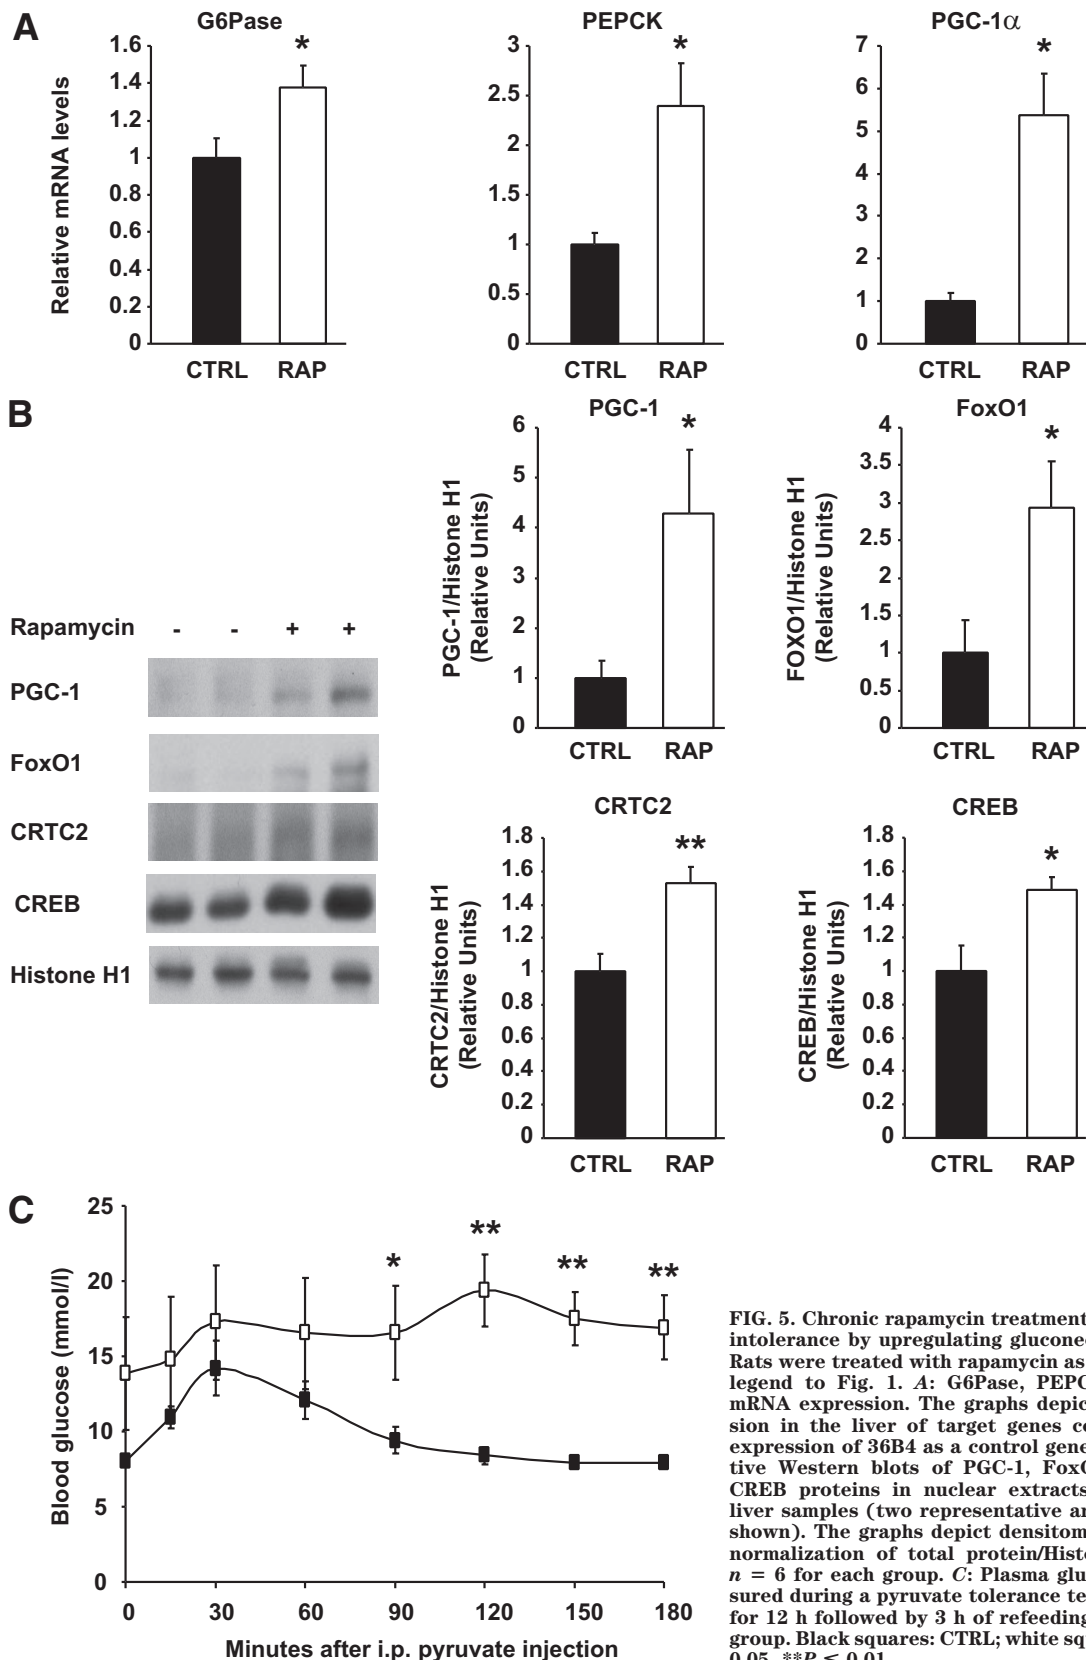 A
G6Pase
PEPCK
PGC-1α
Relative mRNA levels
1.6
1.4
1.2
1
0.8
0.6
0.4
0.2
0
*
CTRL RAP
3
2.5
2
1.5
1
0.5
0
*
CTRL RAP
7
6
5
4
3
2
1
0
*
CTRL RAP
B
Rapamycin - - + +
PGC-1
FoxO1
CRTC2
CREB
Histone H1
PGC-1
PGC-1/Histone H1
(Relative Units)
6
5
4
3
2
1
0
*
CTRL RAP
FoxO1
FOXO1/Histone H1
(Relative Units)
4
3.5
3
2.5
2
1.5
1
0.5
0
*
CTRL RAP
CRTC2
CRTC2/Histone H1
(Relative Units)
1.8
1.6
1.4
1.2
1
0.8
0.6
0.4
0.2
0
**
CTRL RAP
CREB
CREB/Histone H1
(Relative Units)
1.8
1.6
1.4
1.2
1
0.8
0.6
0.4
0.2
0
*
CTRL RAP
C
Blood glucose (mmol/l)
25
20
15
10
5
0
* ** ** **
0 30 60 90 120 150 180
Minutes after i.p. pyruvate injection
FIG. 5. Chronic rapamycin treatment
intolerance by upregulating glucone
Rats were treated with rapamycin as
legend to Fig. 1. A: G6Pase, PEPC
mRNA expression. The graphs depic
sion in the liver of target genes co
expression of 36B4 as a control gene
tive Western blots of PGC-1, FoxO
CREB proteins in nuclear extracts
liver samples (two representative an
shown). The graphs depict densitom
normalization of total protein/Histo
n = 6 for each group. C: Plasma glu
sured during a pyruvate tolerance te
for 12 h followed by 3 h of refeeding
group. Black squares: CTRL; white sq
0.05, **P ≤ 0.01